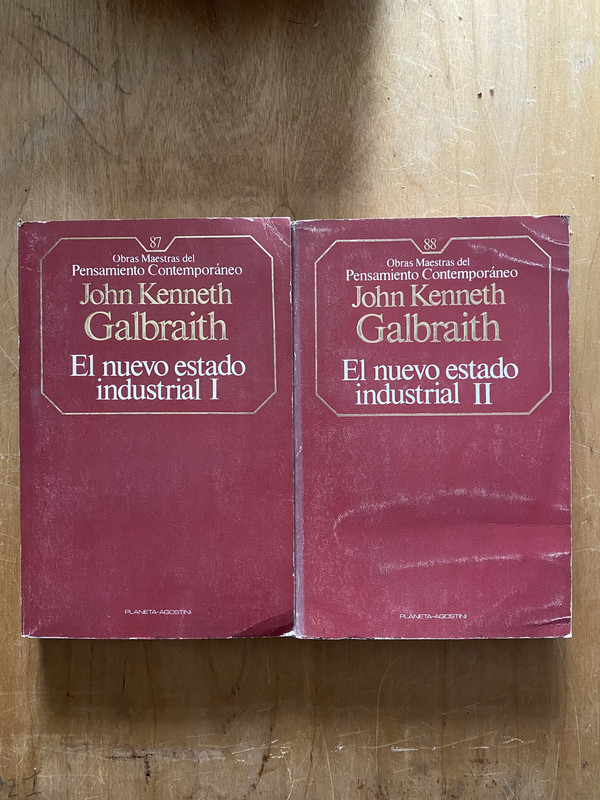 87
Obras Maestras del
Pensamiento Contemporáneo
John Kenneth
Galbraith
El nuevo estado
industrial I
PLANETA-AGOSTINI
88
Obras Maestras del
Pensamiento Contemporáneo
John Kenneth
Galbraith
El nuevo estado
industrial II
PLANETA-AGOSTINI